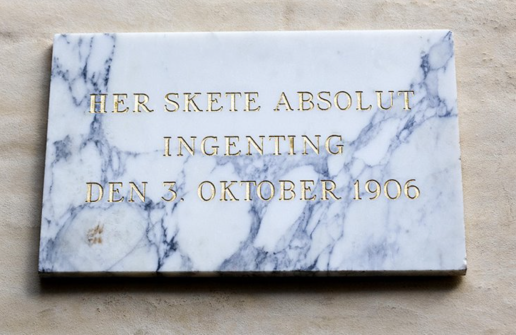 HER SKETE ABSOLUT
INGENTING
DEN 3. OKTOBER 1906